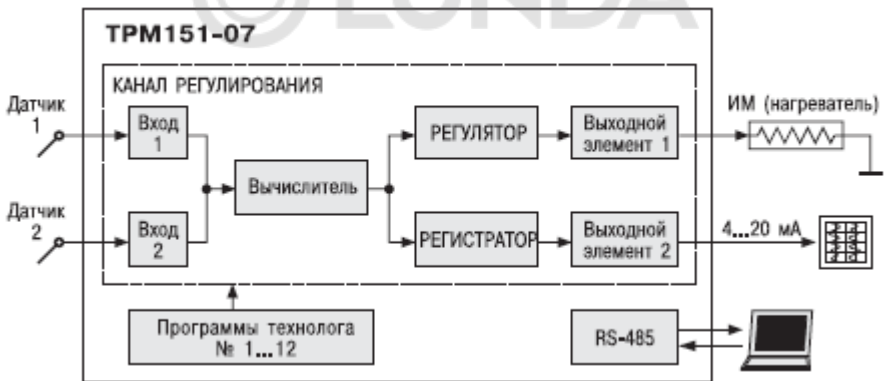 LUNDA
ТРМ151-07
КАНАЛ РЕГУЛИРОВАНИЯ
Датчик
1
Вход
1
РЕГУЛЯТОР
Выходной
элемент 1
ИМ (нагреватель)
Вычислитель
Датчик
2
Вход
2
РЕГИСТРАТОР
Выходной
элемент 2
4...20 мА
Программы технолога
№ 1...12
RS-485